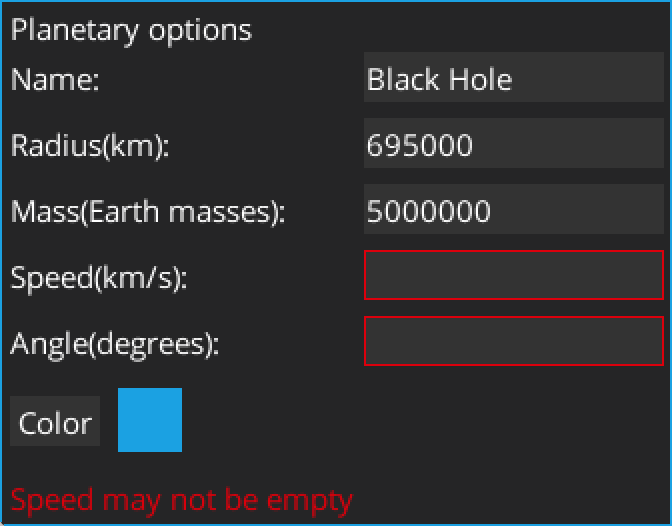 Planetary options
Name: Black Hole
Radius(km): 695000
Mass(Earth masses): 5000000
Speed(km/s):
Angle(degrees):
Color
Speed may not be empty